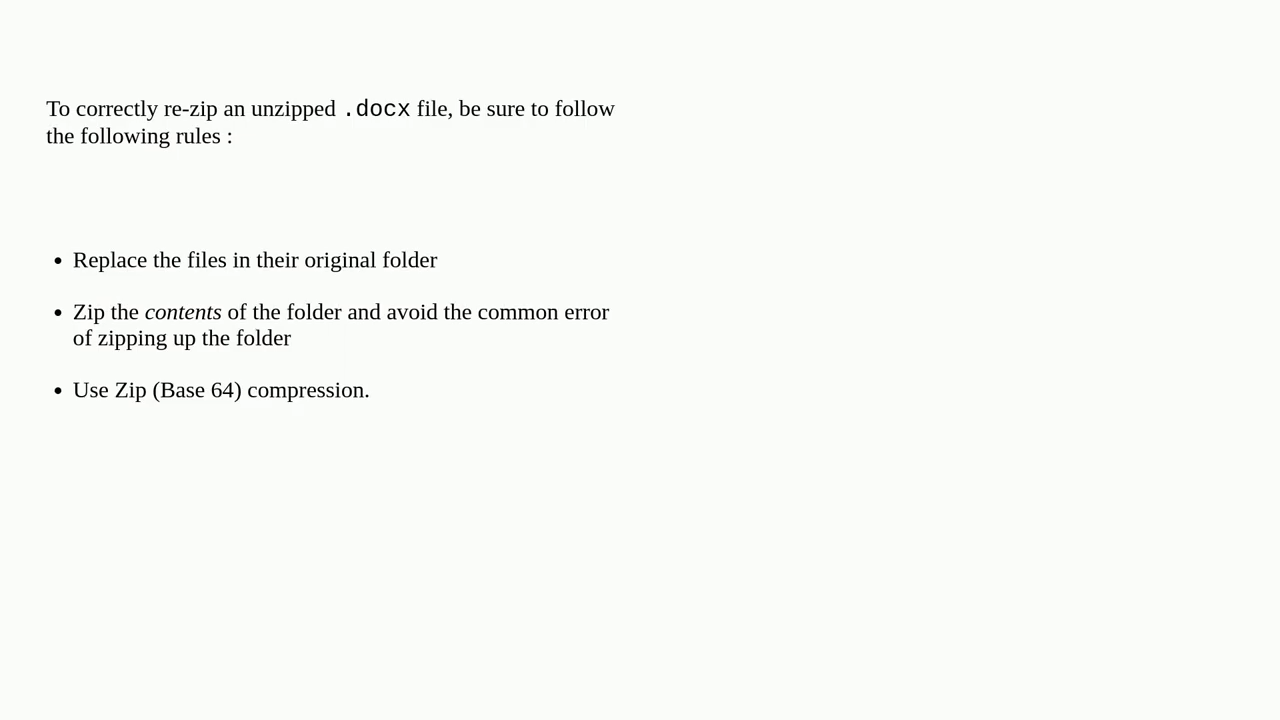 To correctly re-zip an unzipped .docx file, be sure to follow
the following rules :
• Replace the files in their original folder
• Zip the contents of the folder and avoid the common error
of zipping up the folder
• Use Zip (Base 64) compression.